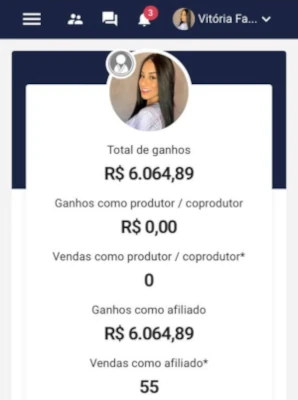 3
Vitória Fa...
Total de ganhos
R$ 6.064,89
Ganhos como produtor / coprodutor
R$ 0,00
Vendas como produtor / coprodutor*
0
Ganhos como afiliado
R$ 6.064,89
Vendas como afiliado*
55